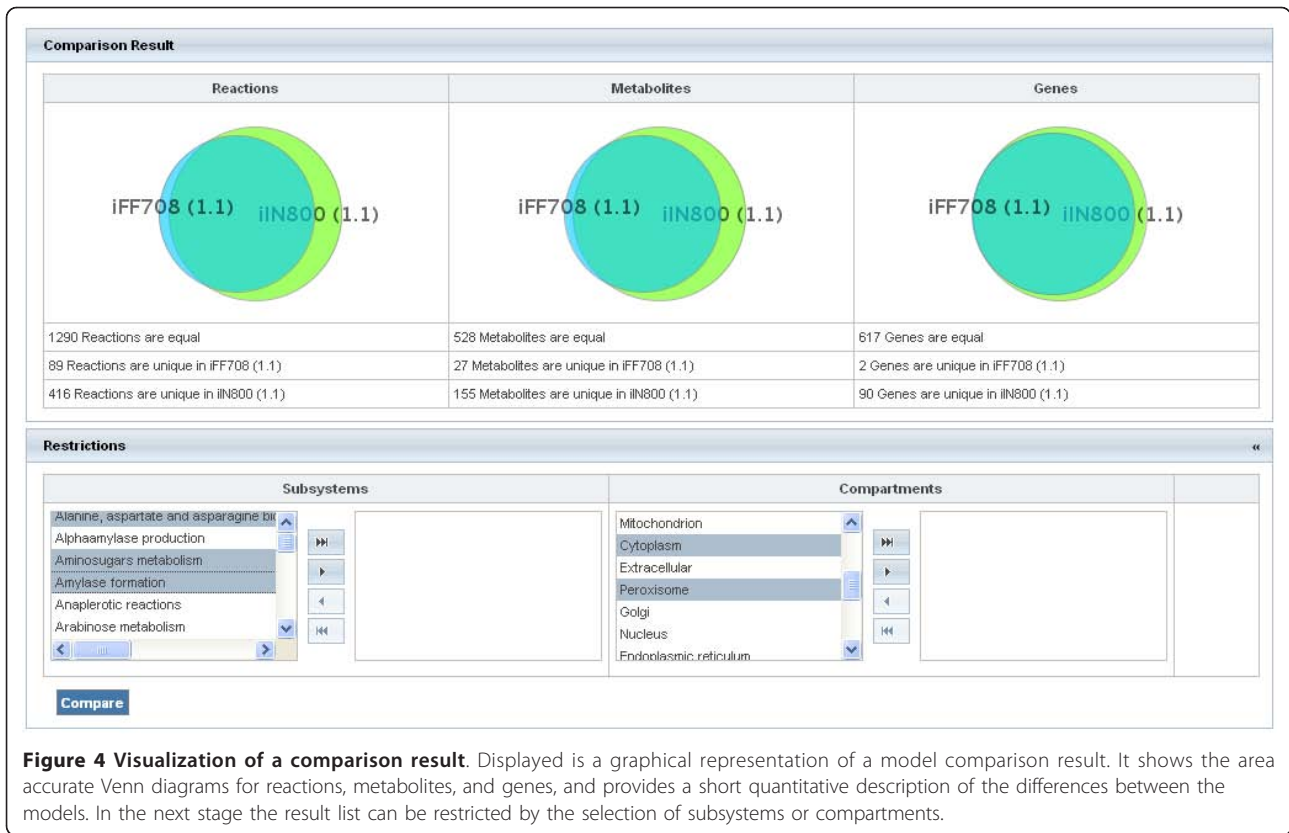 Comparison Result
Reactions
Metabolites
Genes
iFF708 (1.1)
iIN800 (1.1)
iFF708 (1.1)
iIN800 (1.1)
iFF708 (1.1)
iIN800 (1.1)
1290 Reactions are equal
528 Metabolites are equal
617 Genes are equal
89 Reactions are unique in iFF708 (1.1)
27 Metabolites are unique in iFF708 (1.1)
2 Genes are unique in iFF708 (1.1)
416 Reactions are unique in iIN800 (1.1)
155 Metabolites are unique in iIN800 (1.1)
90 Genes are unique in iIN800 (1.1)
Restrictions «
Subsystems
Compartments
Alanine, aspartate and asparagine bio
Alphaamylase production
Aminosugars metabolism
Amylase formation
Anaplerotic reactions
Arabinose metabolism
Mitochondrion
Cytoplasm
Extracellular
Peroxisome
Golgi
Nucleus
Endoplasmic reticulum
Compare
Figure 4 Visualization of a comparison result. Displayed is a graphical representation of a model comparison result. It shows the area
accurate Venn diagrams for reactions, metabolites, and genes, and provides a short quantitative description of the differences between the
models. In the next stage the result list can be restricted by the selection of subsystems or compartments.